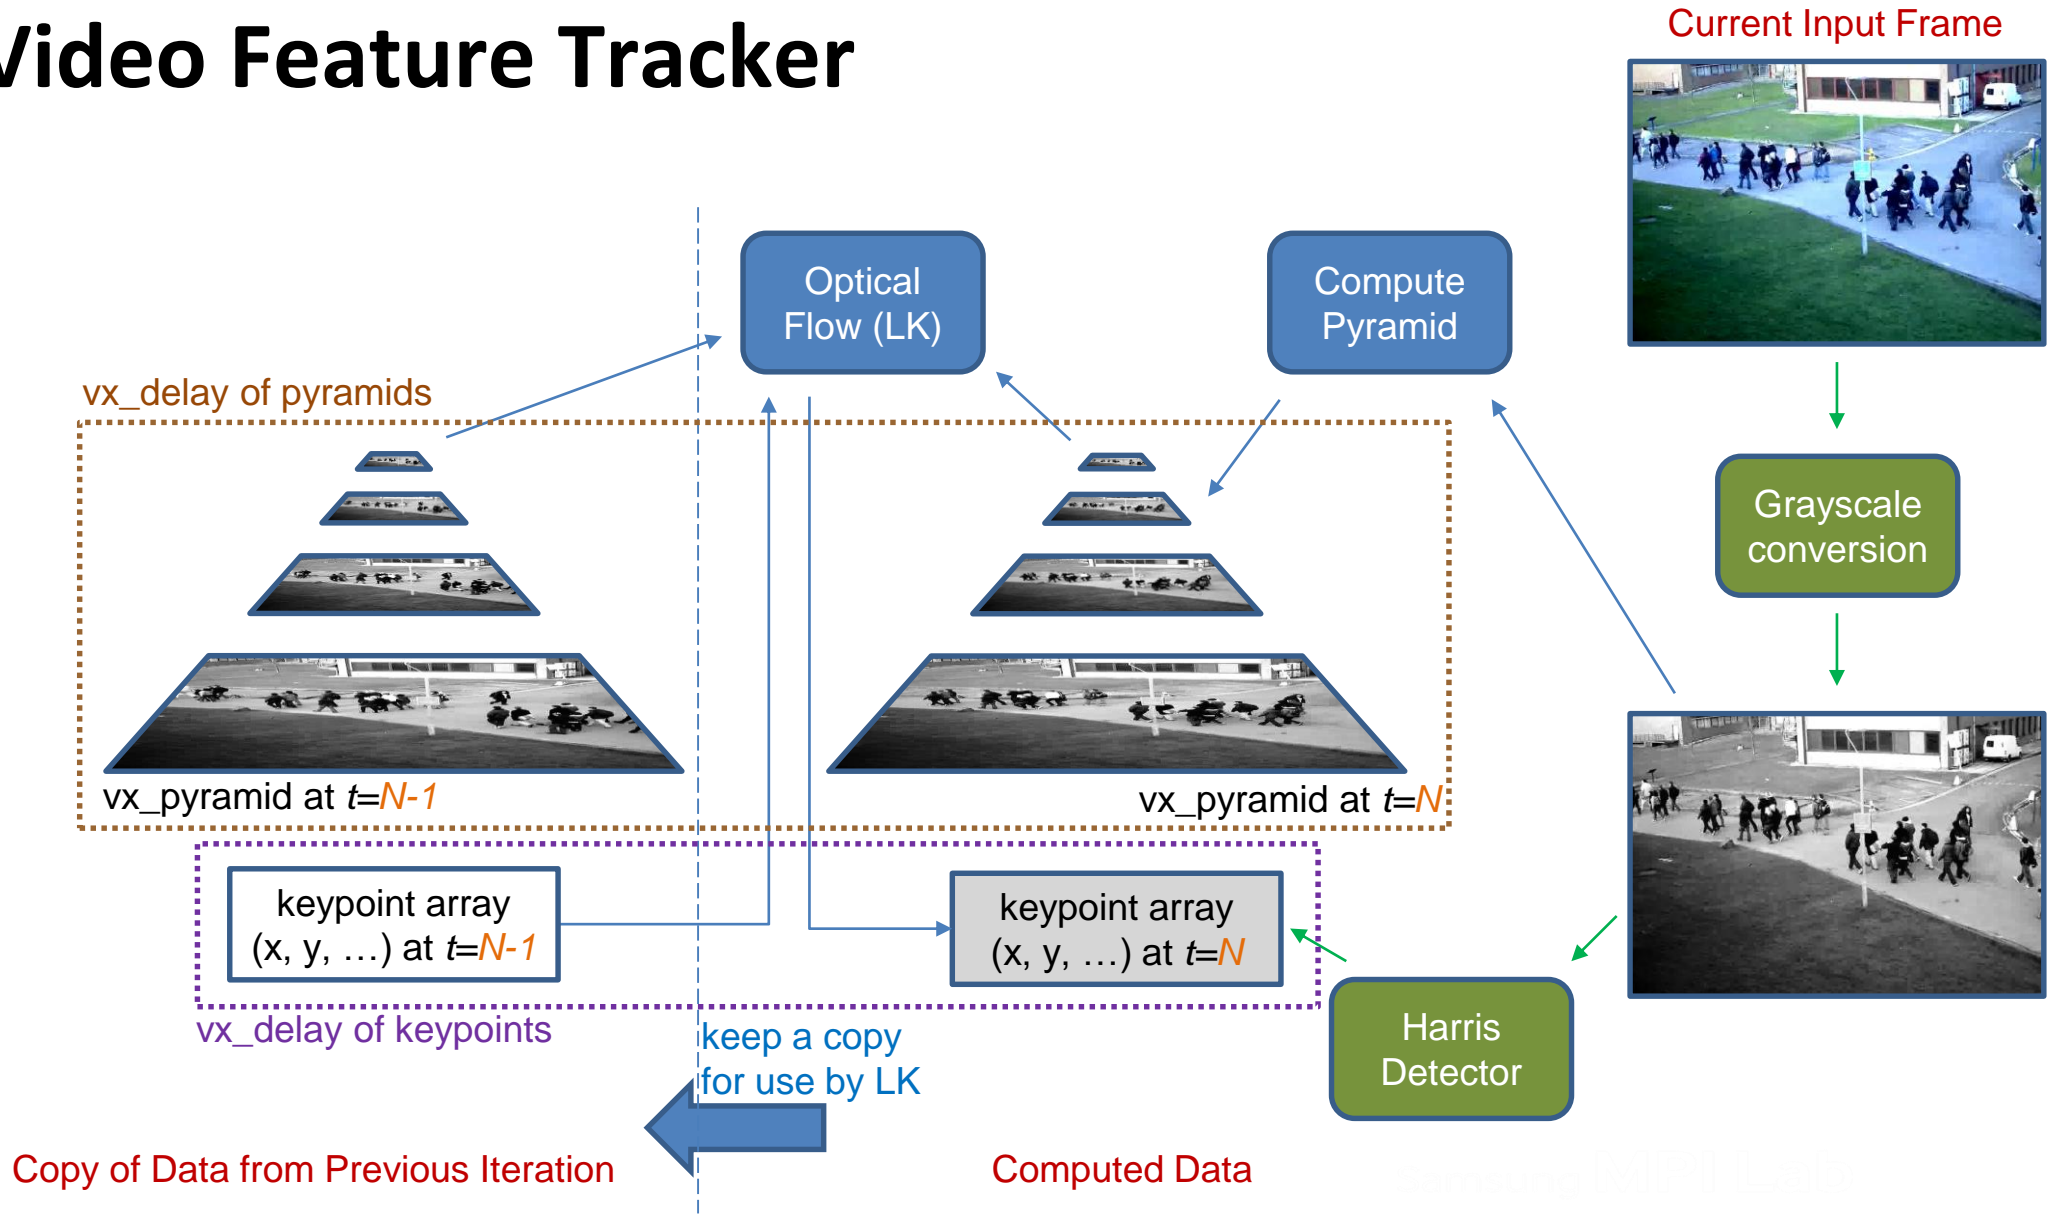 Video Feature Tracker
Current Input Frame
Optical
Flow (LK)
Compute
Pyramid
vx_delay of pyramids
Grayscale
conversion
vx_pyramid at t=N-1
vx_pyramid at t=N
keypoint array
(x, y, …) at t=N-1
keypoint array
(x, y, …) at t=N
vx_delay of keypoints
keep a copy
for use by LK
Harris
Detector
Copy of Data from Previous Iteration
Computed Data